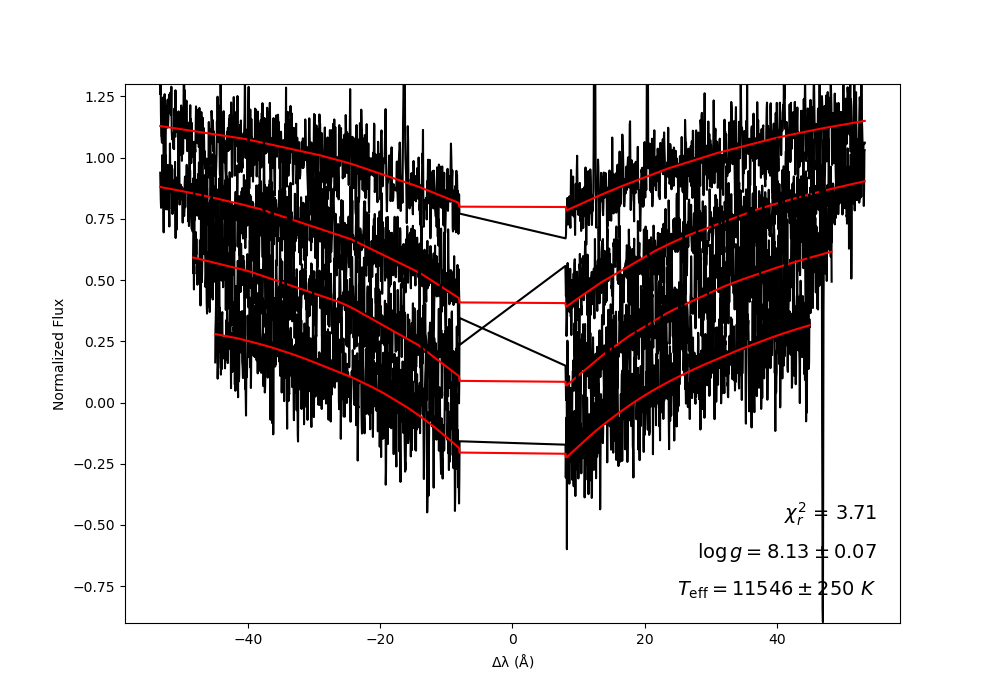 1.25
1.00
0.75
0.50
0.25
0.00
−0.25
−0.50
−0.75
Normalized Flux
χ²ᵣ = 3.71
log g = 8.13 ± 0.07
T_eff = 11546 ± 250 K
−40 −20 0 20 40
Δλ (Å)